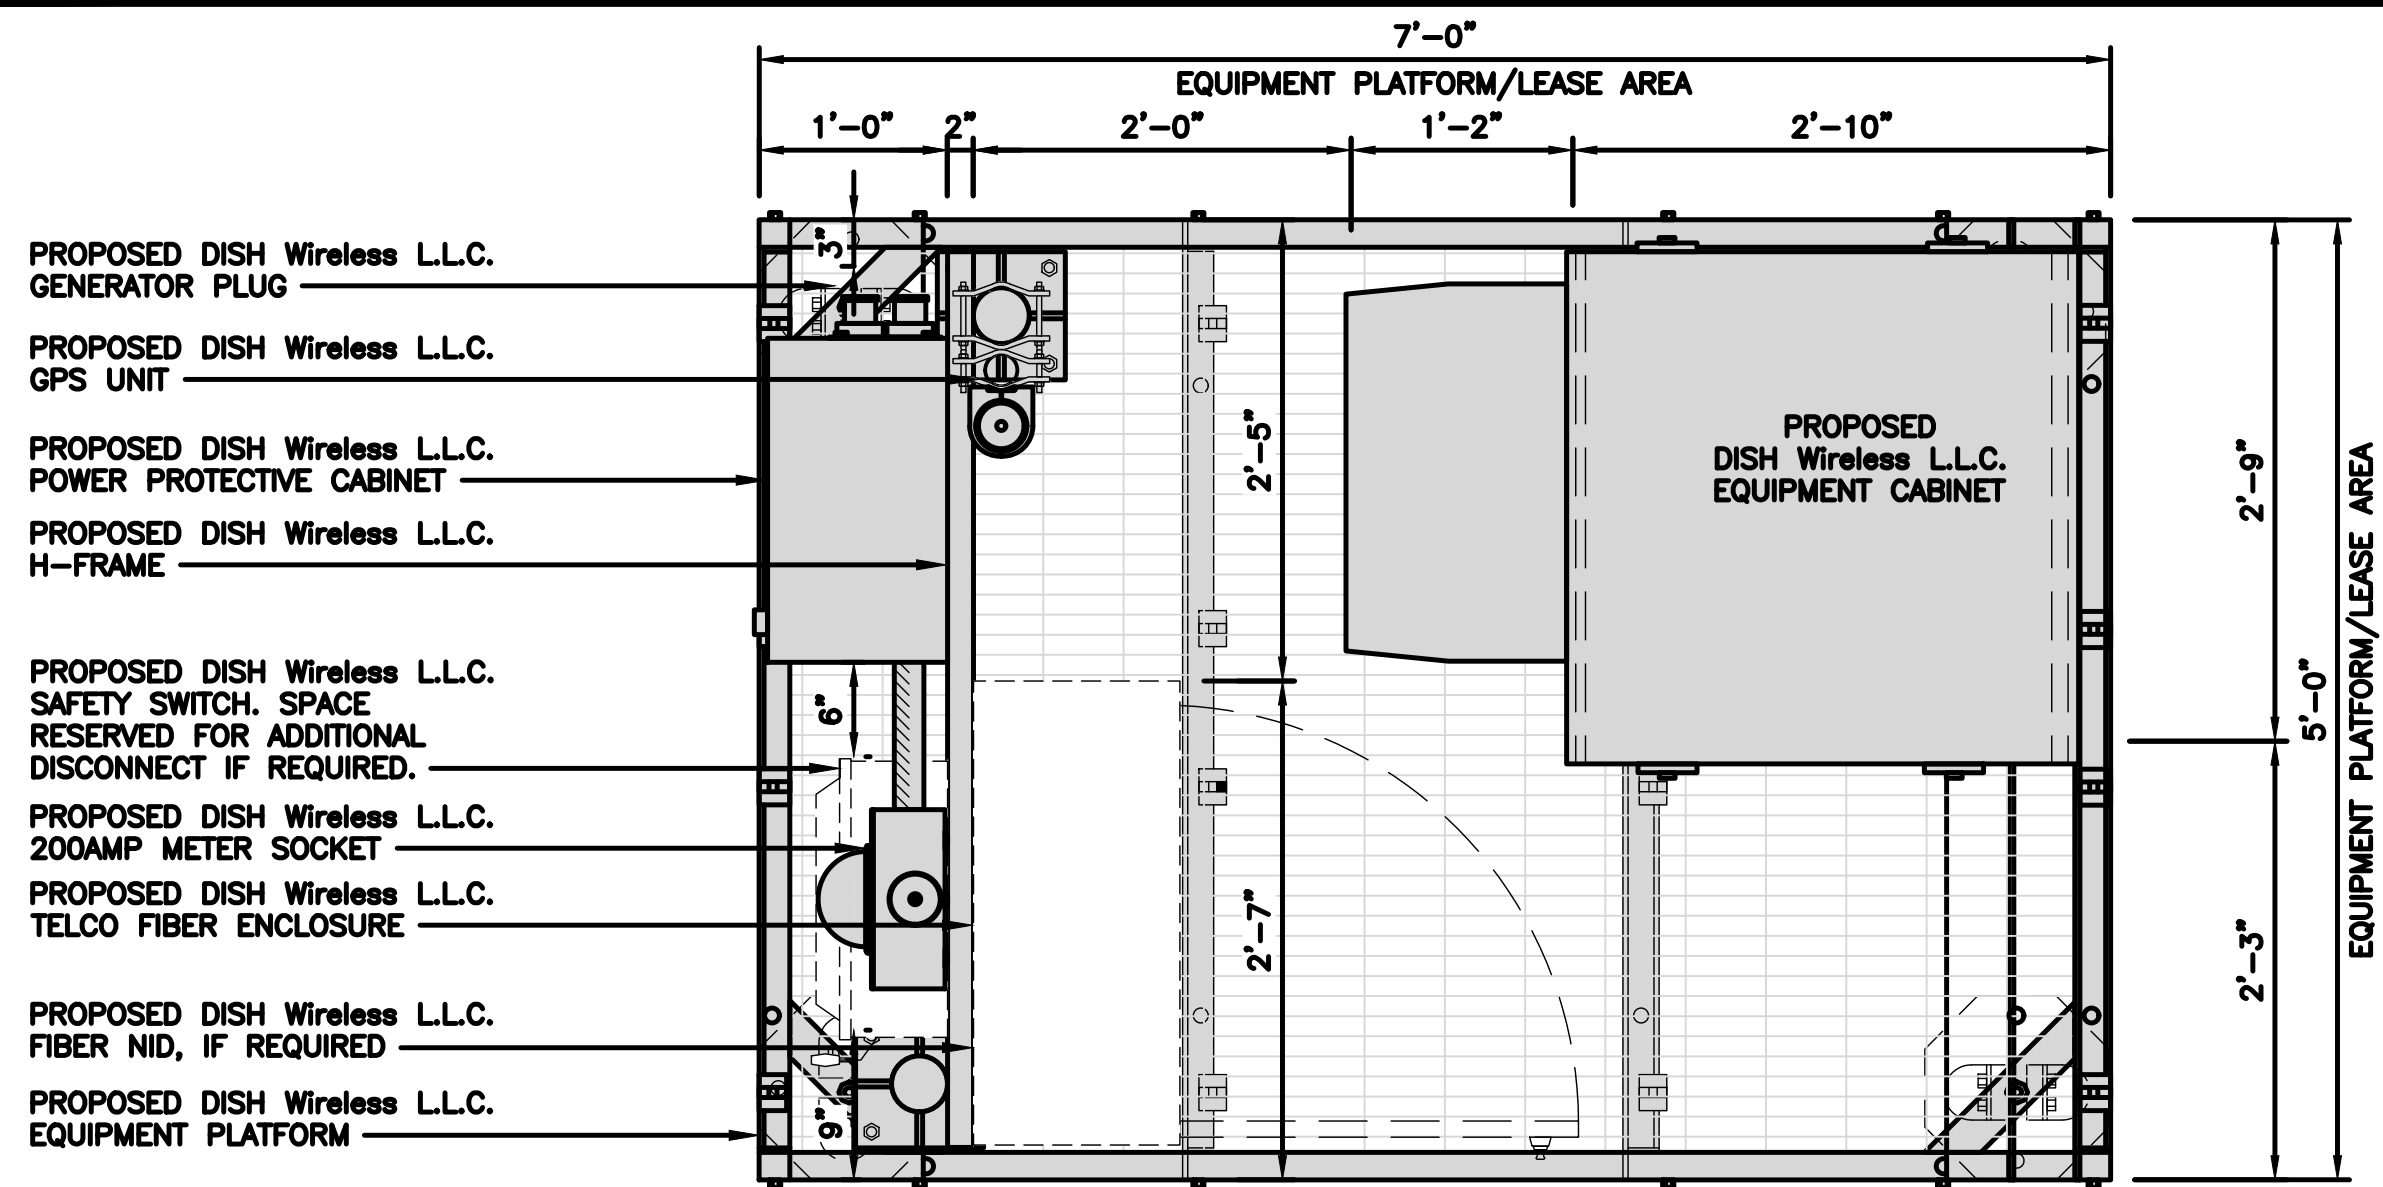 7'-0"
EQUIPMENT PLATFORM/LEASE AREA
1'-0" 2" 2'-0" 1'-2" 2'-10"
3"
PROPOSED DISH Wireless L.L.C.
GENERATOR PLUG
PROPOSED DISH Wireless L.L.C.
GPS UNIT
PROPOSED DISH Wireless L.L.C.
POWER PROTECTIVE CABINET
PROPOSED DISH Wireless L.L.C.
H-FRAME
PROPOSED DISH Wireless L.L.C.
SAFETY SWITCH. SPACE
RESERVED FOR ADDITIONAL
DISCONNECT IF REQUIRED.
PROPOSED DISH Wireless L.L.C.
200AMP METER SOCKET
PROPOSED DISH Wireless L.L.C.
TELCO FIBER ENCLOSURE
PROPOSED DISH Wireless L.L.C.
FIBER NID, IF REQUIRED
PROPOSED DISH Wireless L.L.C.
EQUIPMENT PLATFORM
6"
9"
2'-5"
2'-7"
PROPOSED
DISH Wireless L.L.C.
EQUIPMENT CABINET
2'-9"
2'-3"
5'-0"
EQUIPMENT PLATFORM/LEASE AREA